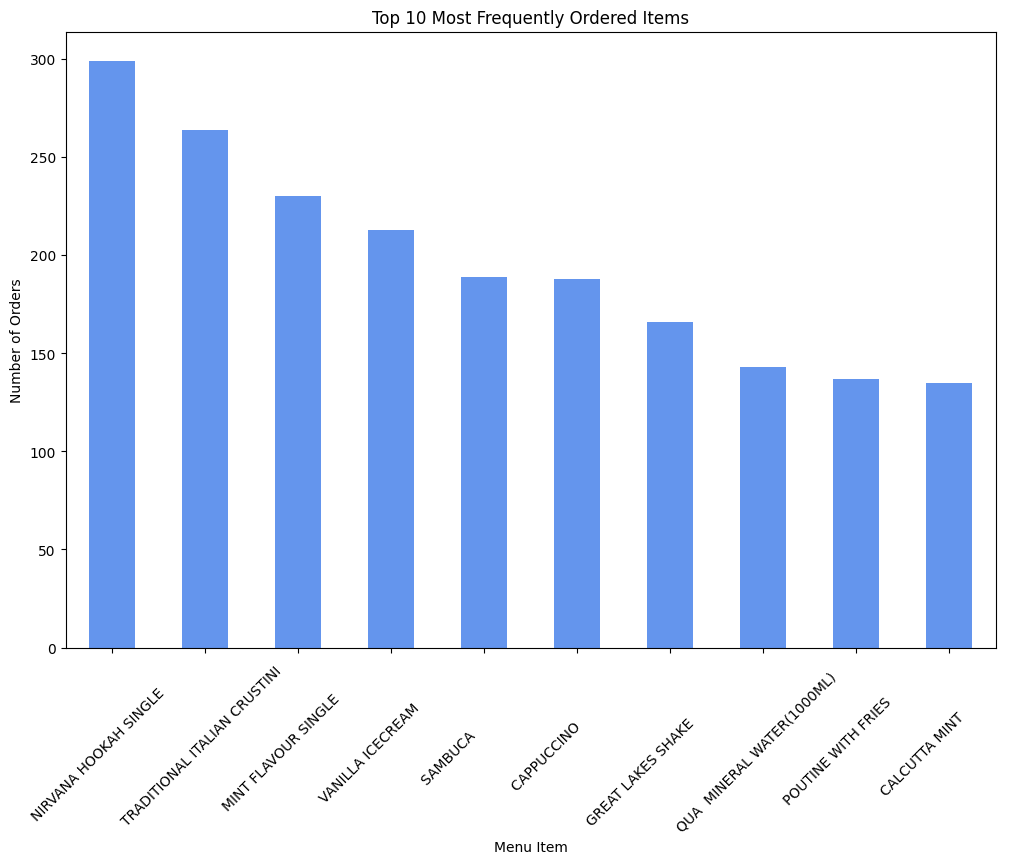 Top 10 Most Frequently Ordered Items
Number of Orders
300
250
200
150
100
50
0
NIRVANA HOOKAH SINGLE
TRADITIONAL ITALIAN CRUSTINI
MINT FLAVOUR SINGLE
VANILLA ICECREAM
SAMBUCA
CAPPUCCINO
GREAT LAKES SHAKE
QUA  MINERAL WATER(1000ML)
POUTINE WITH FRIES
CALCUTTA MINT
Menu Item